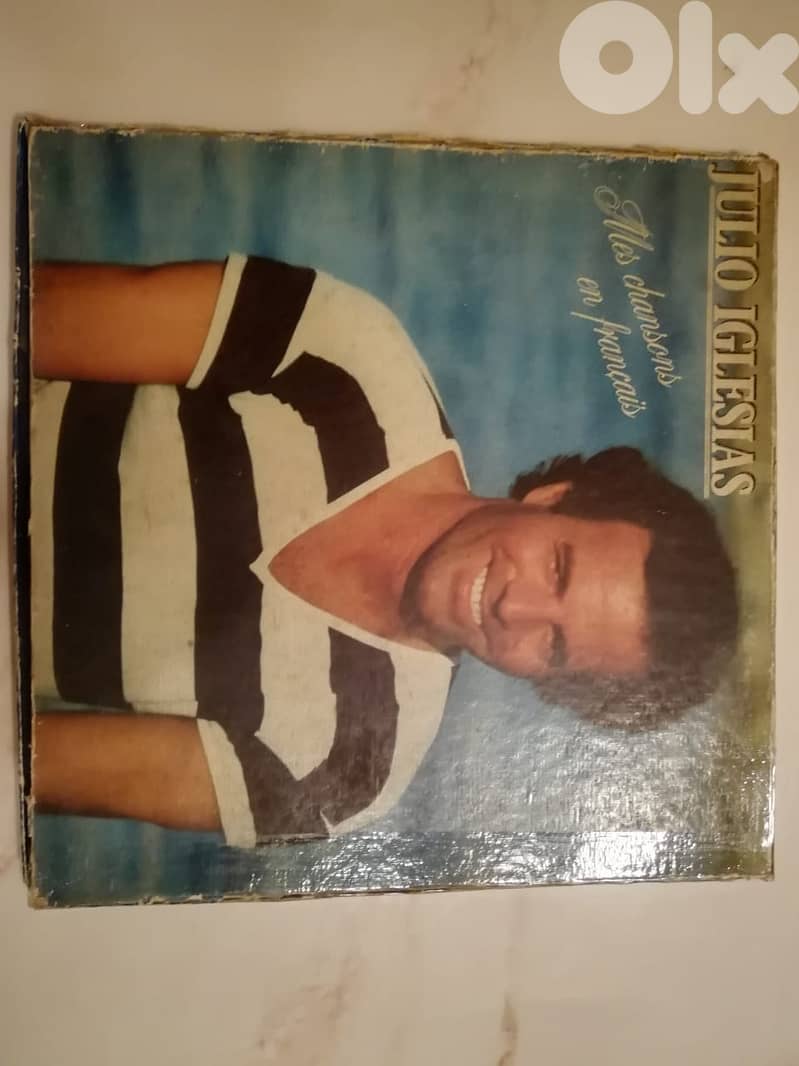 OLX
JULIO IGLESIAS
Mes chansons
en français